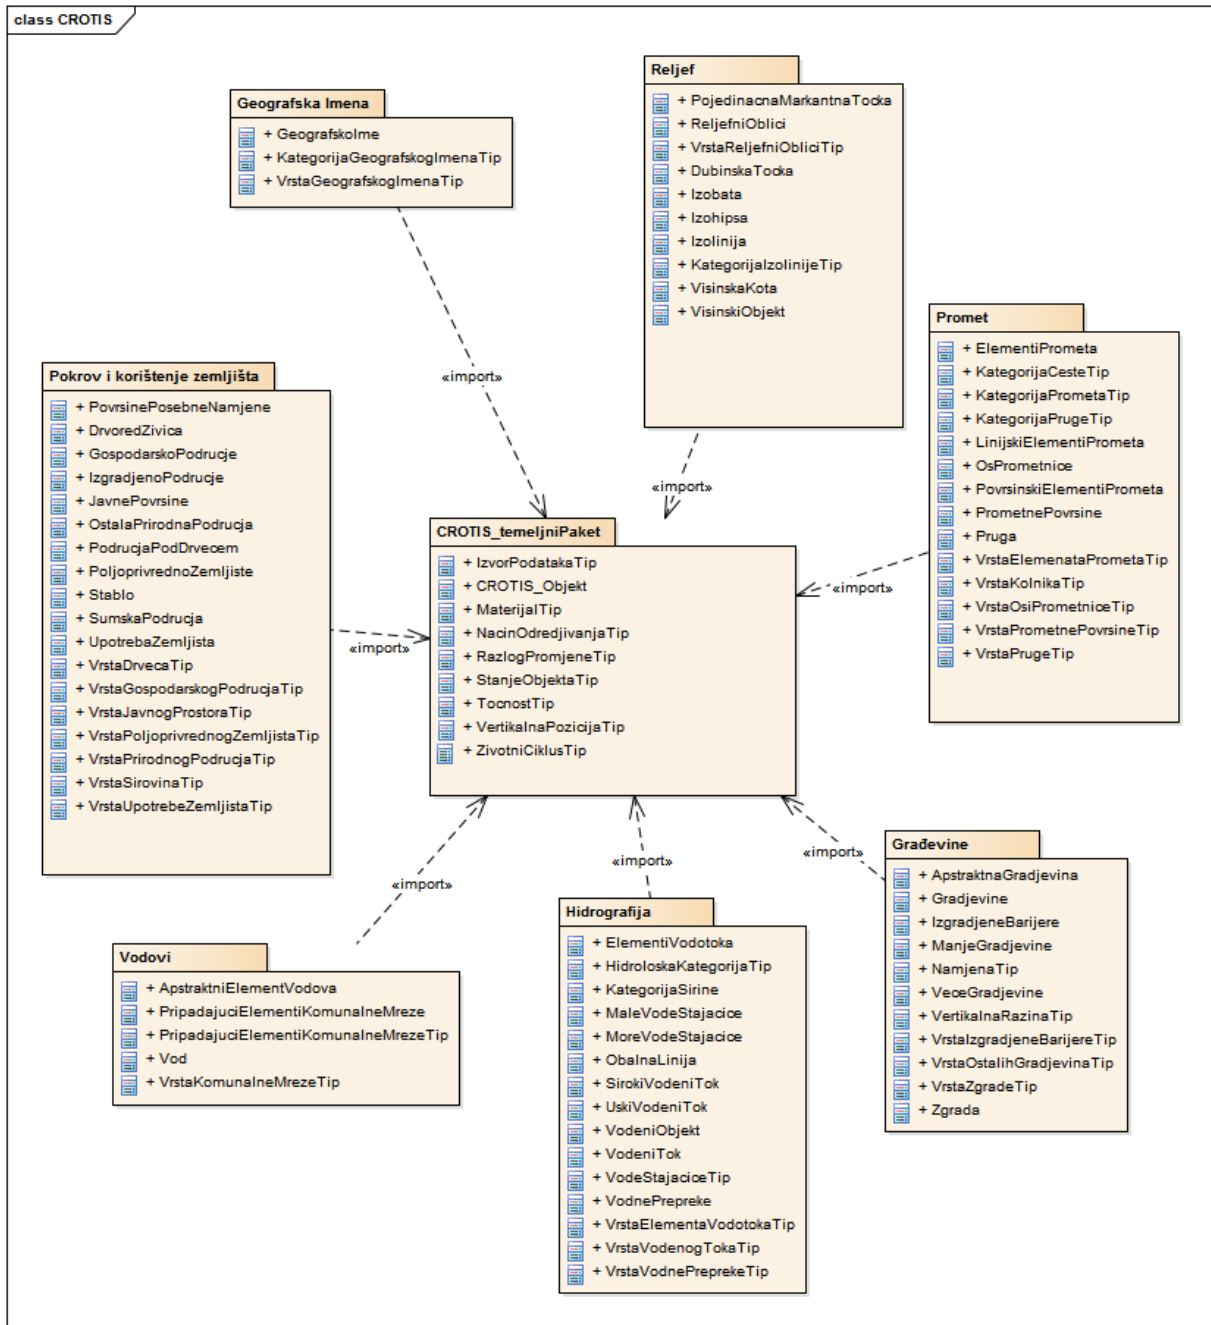 class CROTIS
Geografska Imena
+ GeografskoIme
+ KategorijaGeografskogImenaTip
+ VrstaGeografskogImenaTip
Reljef
+ PojedinacnaMarkantnaTocka
+ ReljefniOblici
+ VrstaReljefniObliciTip
+ DubinskaTocka
+ Izobata
+ Izohipsa
+ Izolinija
+ KategorijaIzolinijeTip
+ VisinskaKota
+ VisinskiObjekt
Promet
+ ElementiPrometa
+ KategorijaCesteTip
+ KategorijaPrometaTip
+ KategorijaPrugeTip
+ LinijskiElementiPrometa
+ OsPrometnice
+ PovrsinskiElementiPrometa
+ PrometnePovrsine
+ Pruga
+ VrstaElemenataPrometaTip
+ VrstaKolnikaTip
+ VrstaOsiPrometniceTip
+ VrstaPrometnePovrsineTip
+ VrstaPrugeTip
Pokrov i korištenje zemljišta
+ PovrsinePosebneNamjene
+ DrvoredZivica
+ GospodarskoPodrucje
+ IzgradjenoPodrucje
+ JavnePovrsine
+ OstalaPrirodnaPodrucja
+ PodrucjaPodDrvecem
+ PoljoprivrednoZemljiste
+ Stablo
+ SumskaPodrucja
+ UpotrebaZemljista
+ VrstaDrvecaTip
+ VrstaGospodarskogPodrucjaTip
+ VrstaJavnogProstoraTip
+ VrstaPoljoprivrednogZemljistaTip
+ VrstaPrirodnogPodrucjaTip
+ VrstaSirovinaTip
+ VrstaUpotrebeZemljistaTip
«import»
«import»
«import»
«import»
CROTIS_temeljniPaket
+ IzvorPodatakaTip
+ CROTIS_Objekt
+ MaterijalTip
+ NacinOdredjivanjaTip
+ RazlogPromjeneTip
+ StanjeObjektaTip
+ TocnostTip
+ VertikalnaPozicijaTip
+ ZivotniCiklusTip
«import»
«import»
«import»
Vodovi
+ ApstraktniElementVodova
+ PripadajuciElementiKomunalneMreze
+ PripadajuciElementiKomunalneMrezeTip
+ Vod
+ VrstaKomunalneMrezeTip
Hidrografija
+ ElementiVodotoka
+ HidroloskaKategorijaTip
+ KategorijaSirine
+ MaleVodeStajacice
+ MoreVodeStajacice
+ ObalnaLinija
+ SirokiVodeniTok
+ UskiVodeniTok
+ VodeniObjekt
+ VodeniTok
+ VodeStajaciceTip
+ VodnePrepreke
+ VrstaElementaVodotokaTip
+ VrstaVodenogTokaTip
+ VrstaVodnePreprekeTip
Građevine
+ ApstraktnaGradjevina
+ Gradjevine
+ IzgradjeneBarijere
+ ManjeGradjevine
+ NamjenaTip
+ VeceGradjevine
+ VertikalnaRazinaTip
+ VrstaIzgradjeneBarijereTip
+ VrstaOstalihGradjevinaTip
+ VrstaZgradeTip
+ Zgrada